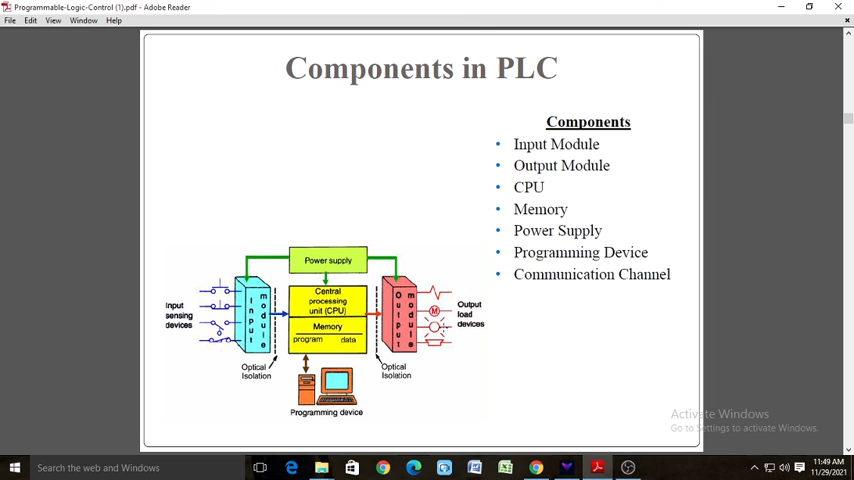 Programmable-Logic-Control (1).pdf - Adobe Reader
File Edit View Window Help
Components in PLC
Components
• Input Module
• Output Module
• CPU
• Memory
• Power Supply
• Programming Device
• Communication Channel
Power supply
Central
processing
unit (CPU)
Memory
program data
Input
sensing
devices
Input
module
Output
module
M
Output
load
devices
Optical
Isolation
Optical
Isolation
Programming device
Activate Windows
Go to Settings to activate Windows.
Search the web and Windows
11:49 AM
11/29/2021